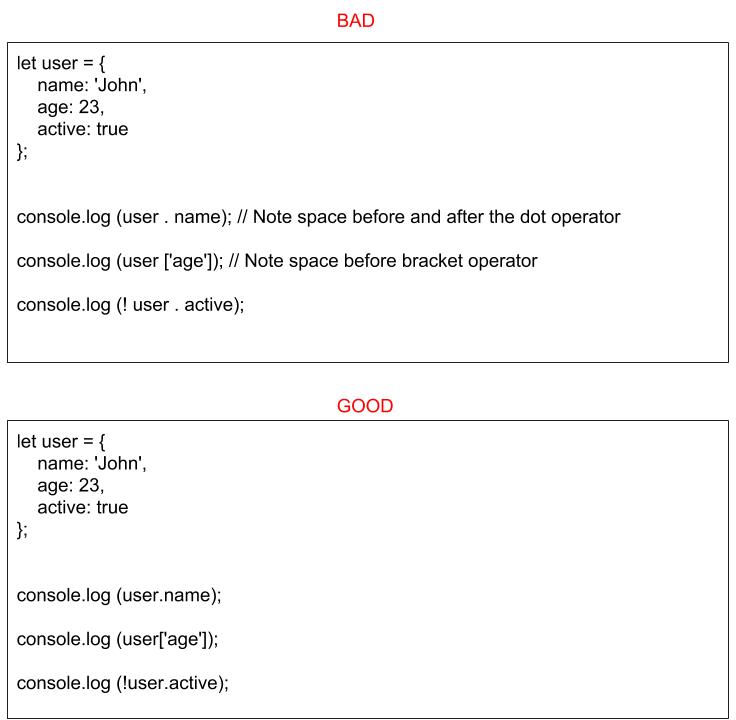 BAD
let user = {
name: 'John',
age: 23,
active: true
};
console.log (user . name); // Note space before and after the dot operator
console.log (user ['age']); // Note space before bracket operator
console.log (! user . active);
GOOD
let user = {
name: 'John',
age: 23,
active: true
};
console.log (user.name);
console.log (user['age']);
console.log (!user.active);